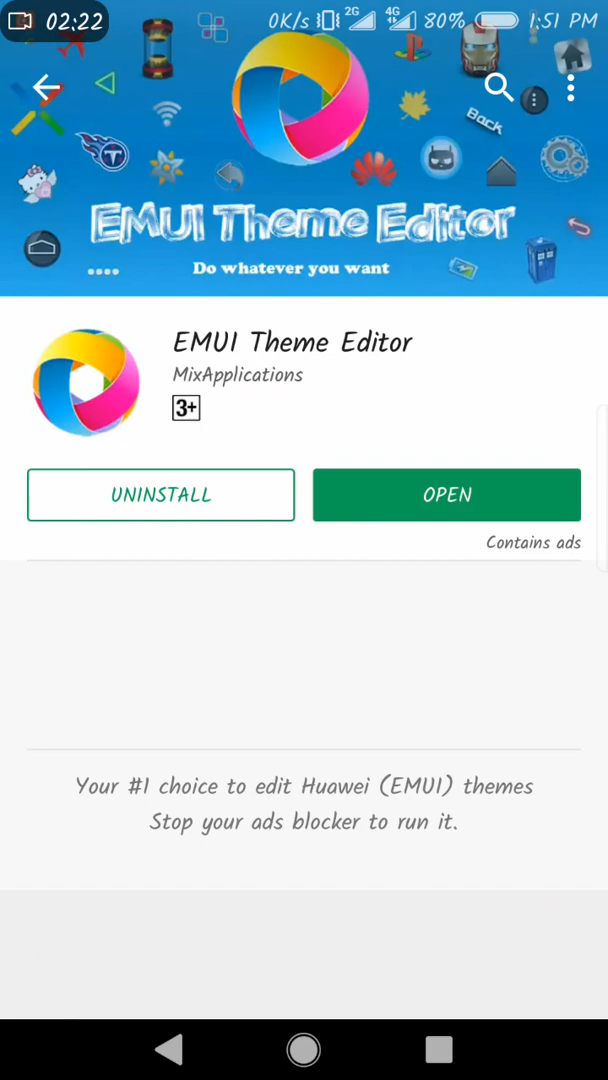 02:22 0K/s 2G 4G 80% 1:51 PM
Back
EMUI Theme Editor
Do whatever you want
EMUI Theme Editor
MixApplications
3+
UNINSTALL OPEN
Contains ads
Your #1 choice to edit Huawei (EMUI) themes
Stop your ads blocker to run it.